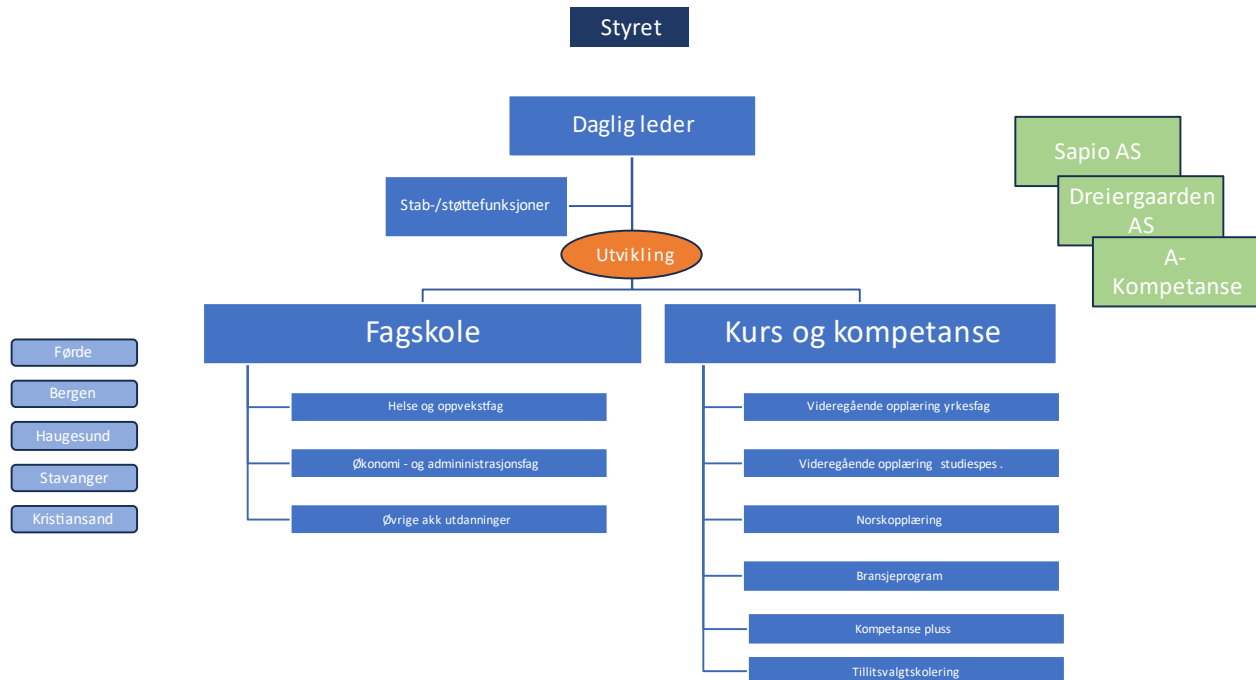 Styret
Daglig leder
Stab-/støttefunksjoner
Utvikling
Sapio AS
Dreiergaarden
AS
A-
Kompetanse
Fagskole
Kurs og kompetanse
Førde
Bergen
Haugesund
Stavanger
Kristiansand
Helse og oppvekstfag
Økonomi - og admininistrasjonsfag
Øvrige akk utdanninger
Videregående opplæring yrkesfag
Videregående opplæring studiespes .
Norskopplæring
Bransjeprogram
Kompetanse pluss
Tillitsvalgtskolering